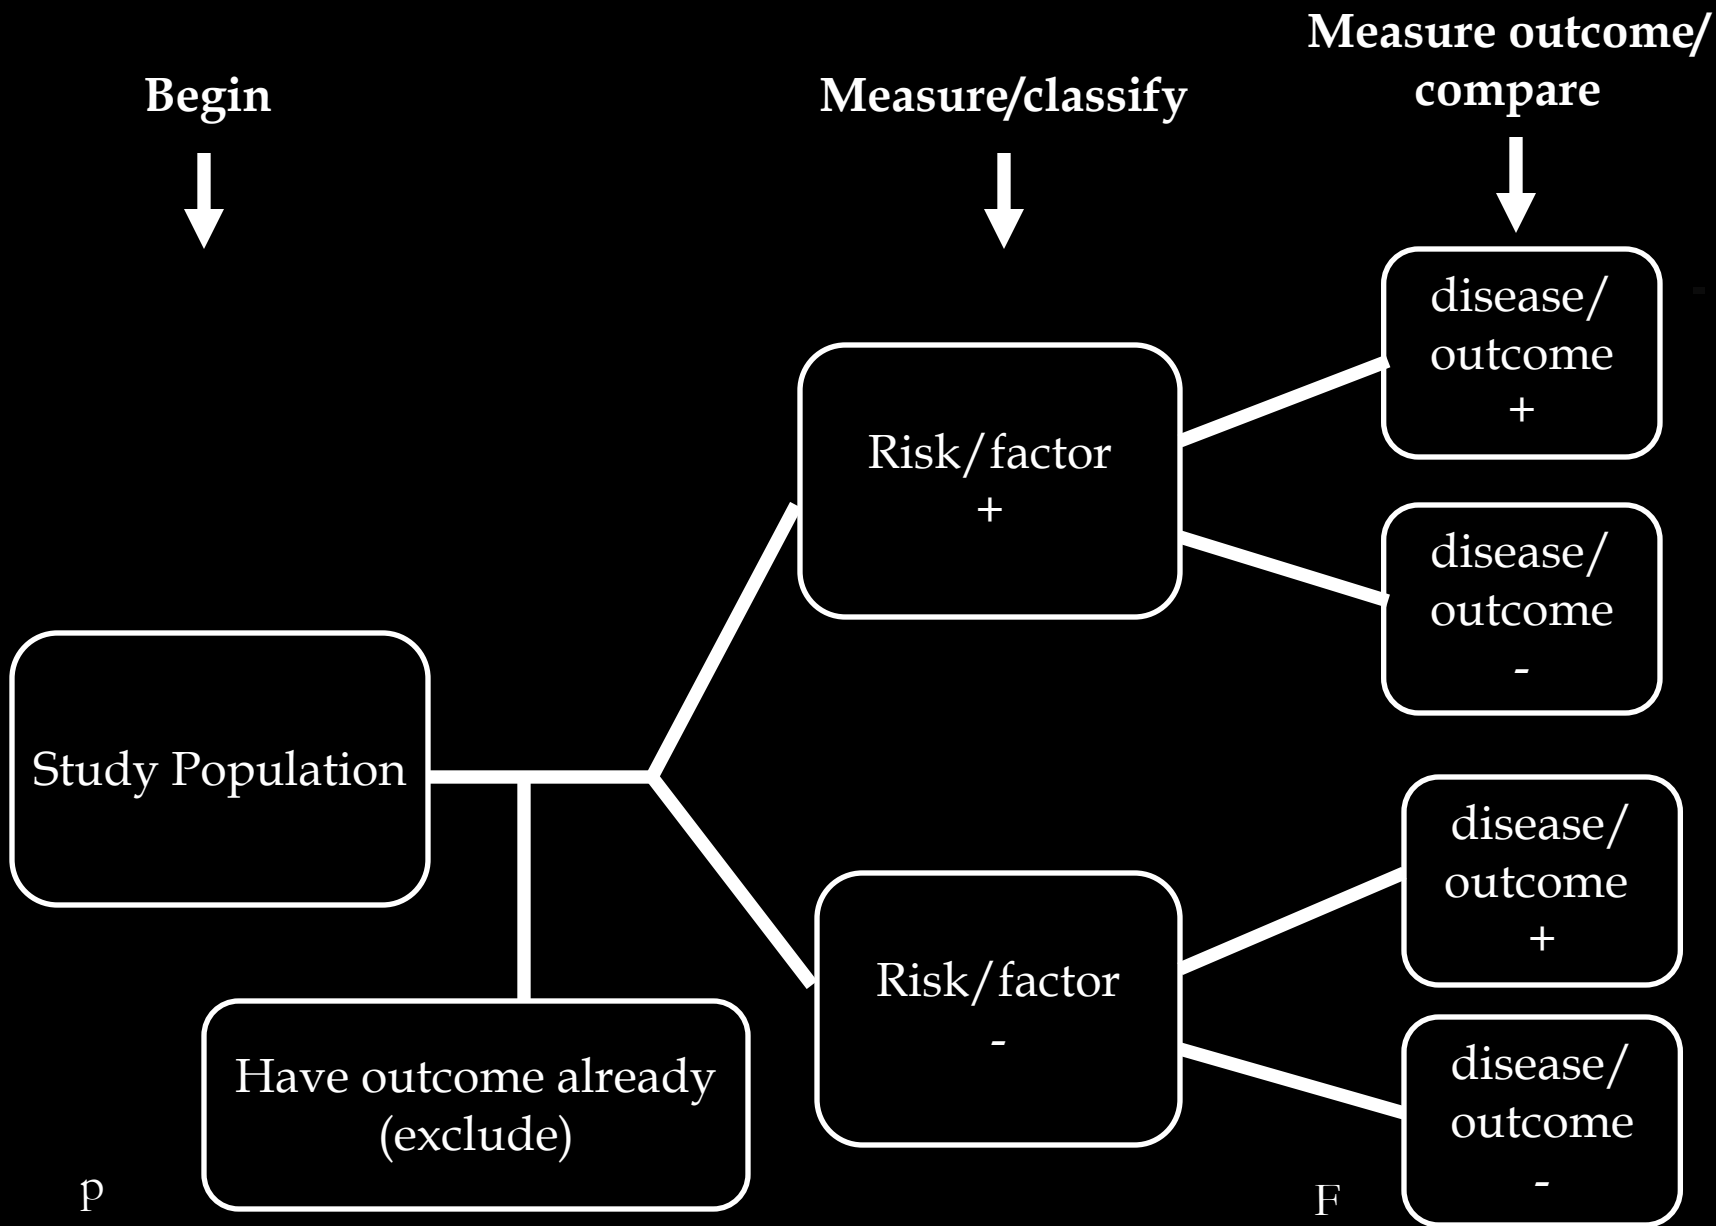 Begin
Measure/classify
Measure outcome/
compare
disease/
outcome
+
Risk/factor
+
disease/
outcome
-
Study Population
disease/
outcome
+
Risk/factor
-
Have outcome already
(exclude)
disease/
outcome
-
p
F